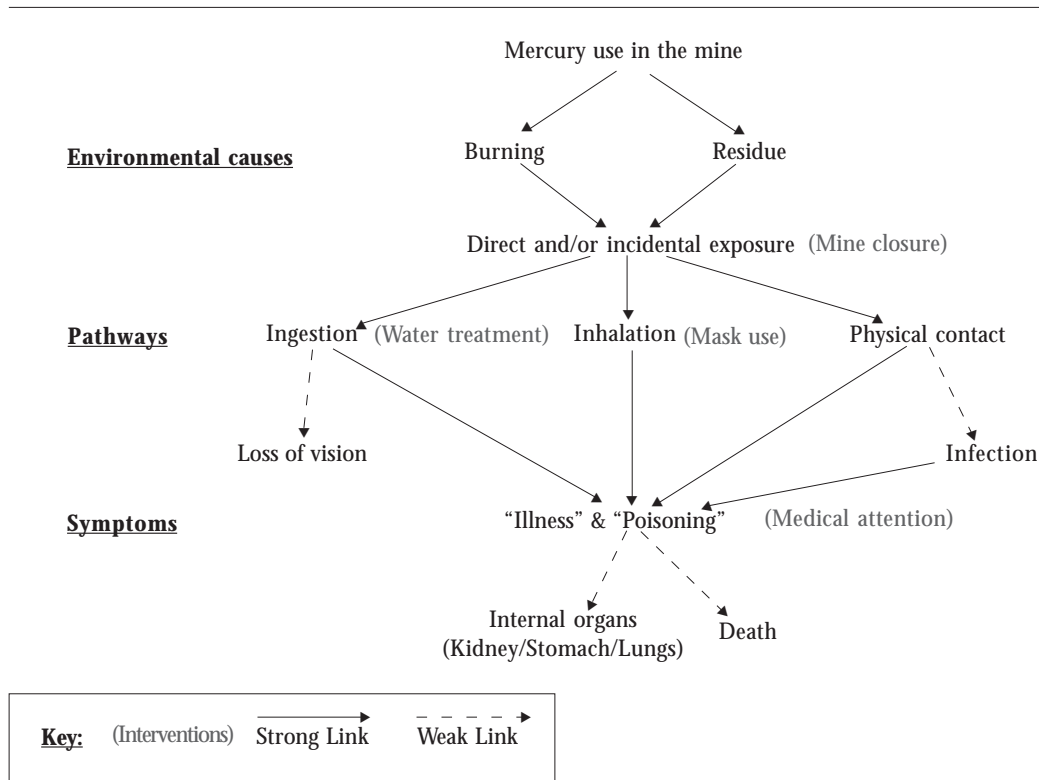 Mercury use in the mine
Environmental causes Burning Residue
Direct and/or incidental exposure (Mine closure)
Pathways Ingestion (Water treatment) Inhalation (Mask use) Physical contact
Loss of vision Infection
Symptoms “Illness” & “Poisoning” (Medical attention)
Internal organs Death
(Kidney/Stomach/Lungs)
Key: (Interventions) Strong Link Weak Link